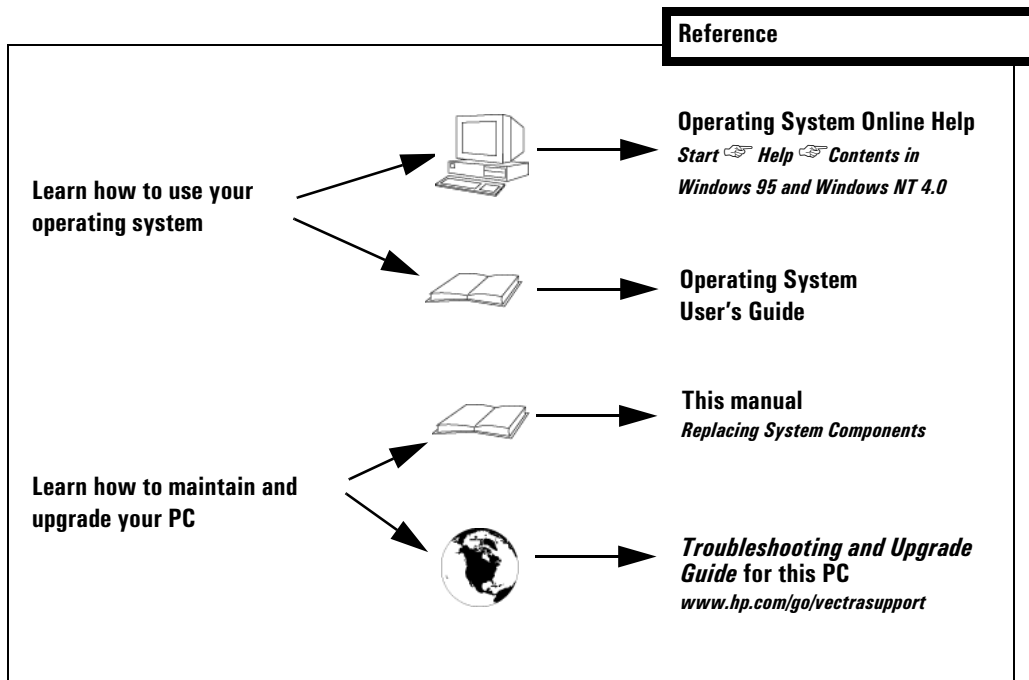 Reference
Operating System Online Help
Start ☞ Help ☞ Contents in
Windows 95 and Windows NT 4.0
Learn how to use your
operating system
Operating System
User's Guide
This manual
Replacing System Components
Learn how to maintain and
upgrade your PC
Troubleshooting and Upgrade
Guide for this PC
www.hp.com/go/vectrasupport